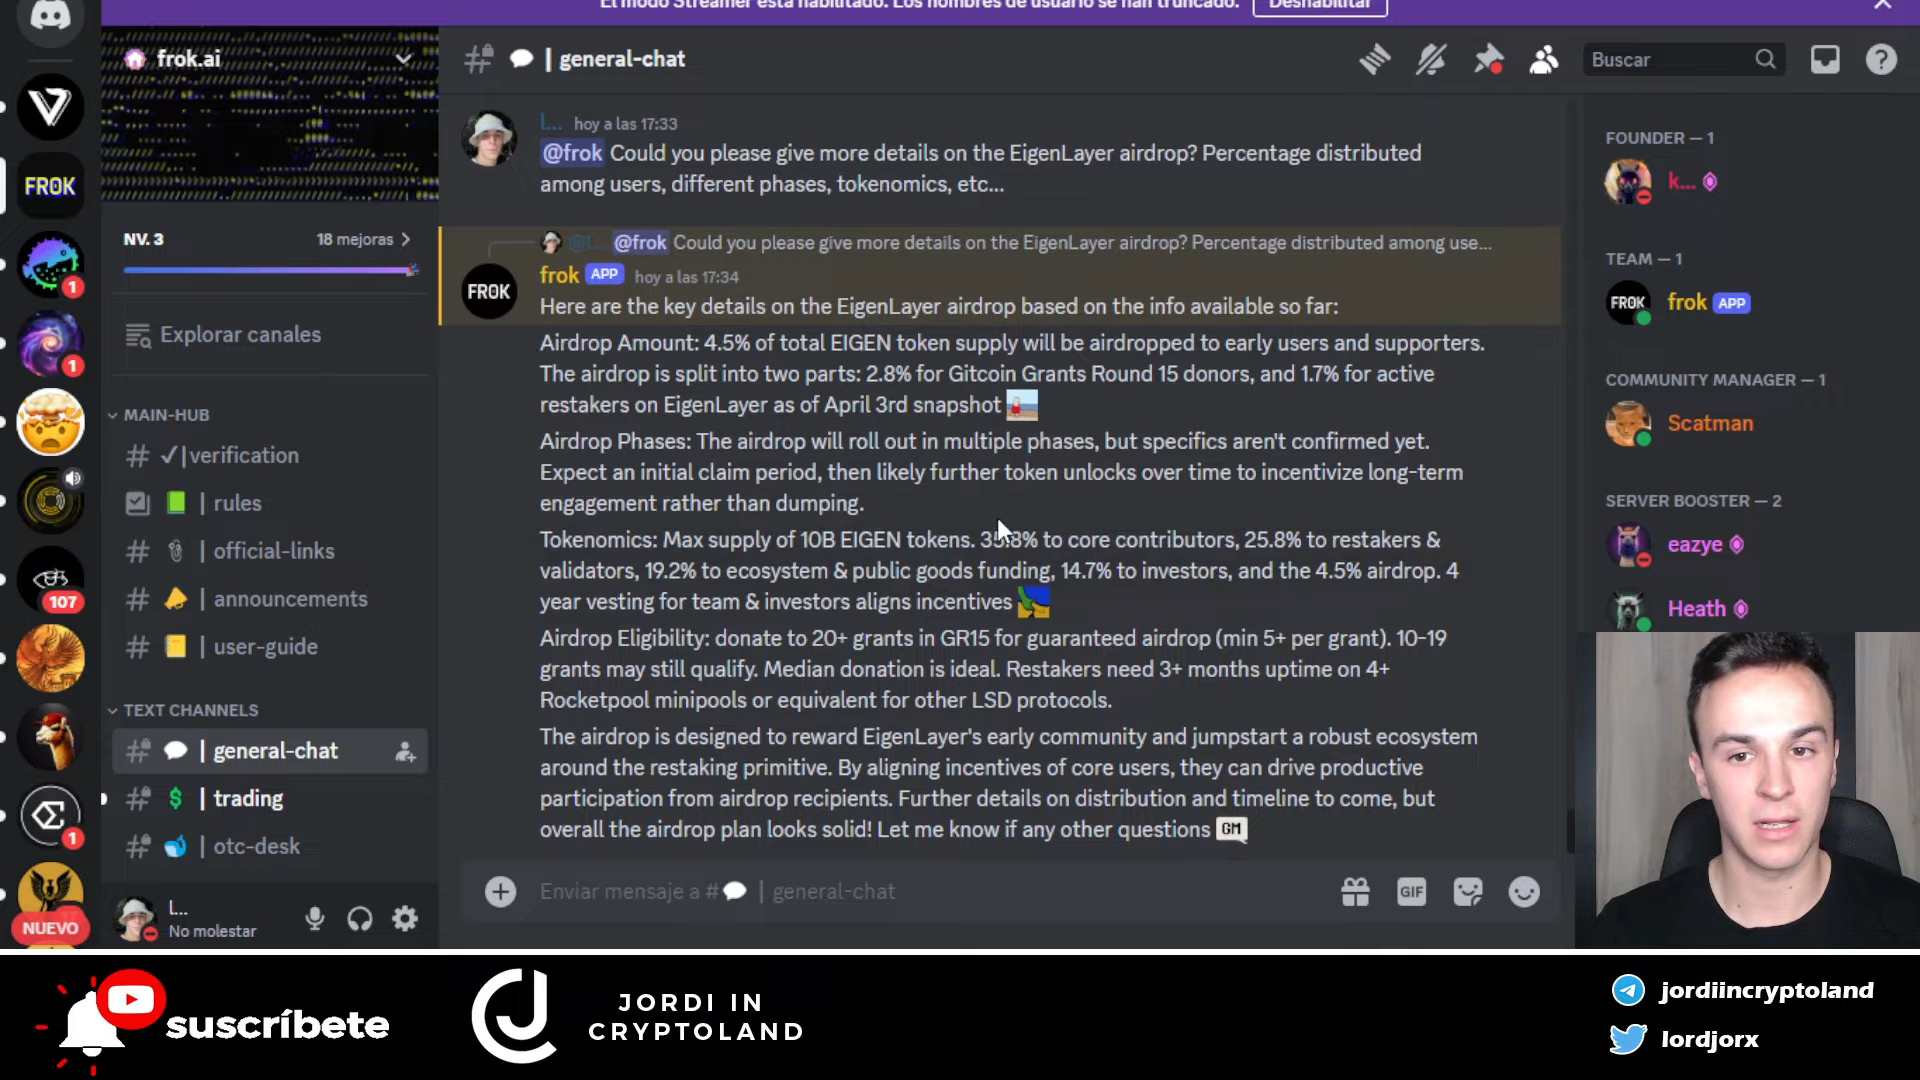 El modo Streamer está habilitado. Los nombres de usuario se han truncado. Deshabilitar
frok.ai
NV. 3 18 mejoras
Explorar canales
MAIN-HUB
verification
rules
official-links
announcements
user-guide
TEXT CHANNELS
general-chat
trading
otc-desk
FROK
1
1
107
1
NUEVO
L...
No molestar
general-chat
Buscar
l... hoy a las 17:33
@frok Could you please give more details on the EigenLayer airdrop? Percentage distributed
among users, different phases, tokenomics, etc...
@frok Could you please give more details on the EigenLayer airdrop? Percentage distributed among use...
FROK
frok APP hoy a las 17:34
Here are the key details on the EigenLayer airdrop based on the info available so far:
Airdrop Amount: 4.5% of total EIGEN token supply will be airdropped to early users and supporters.
The airdrop is split into two parts: 2.8% for Gitcoin Grants Round 15 donors, and 1.7% for active
restakers on EigenLayer as of April 3rd snapshot
Airdrop Phases: The airdrop will roll out in multiple phases, but specifics aren't confirmed yet.
Expect an initial claim period, then likely further token unlocks over time to incentivize long-term
engagement rather than dumping.
Tokenomics: Max supply of 10B EIGEN tokens. to core contributors, 25.8% to restakers &
validators, 19.2% to ecosystem & public goods funding, 14.7% to investors, and the 4.5% airdrop. 4
year vesting for team & investors aligns incentives
Airdrop Eligibility: donate to 20+ grants in GR15 for guaranteed airdrop (min 5+ per grant). 10-19
grants may still qualify. Median donation is ideal. Restakers need 3+ months uptime on 4+
Rocketpool minipools or equivalent for other LSD protocols.
The airdrop is designed to reward EigenLayer's early community and jumpstart a robust ecosystem
around the restaking primitive. By aligning incentives of core users, they can drive productive
participation from airdrop recipients. Further details on distribution and timeline to come, but
overall the airdrop plan looks solid! Let me know if any other questions GM
Enviar mensaje a # | general-chat
GIF
FOUNDER — 1
k...
TEAM — 1
FROK
frok APP
COMMUNITY MANAGER — 1
Scatman
SERVER BOOSTER — 2
eazye
Heath
suscríbete
JORDI IN
CRYPTOLAND
jordiincryptoland
lordjorx